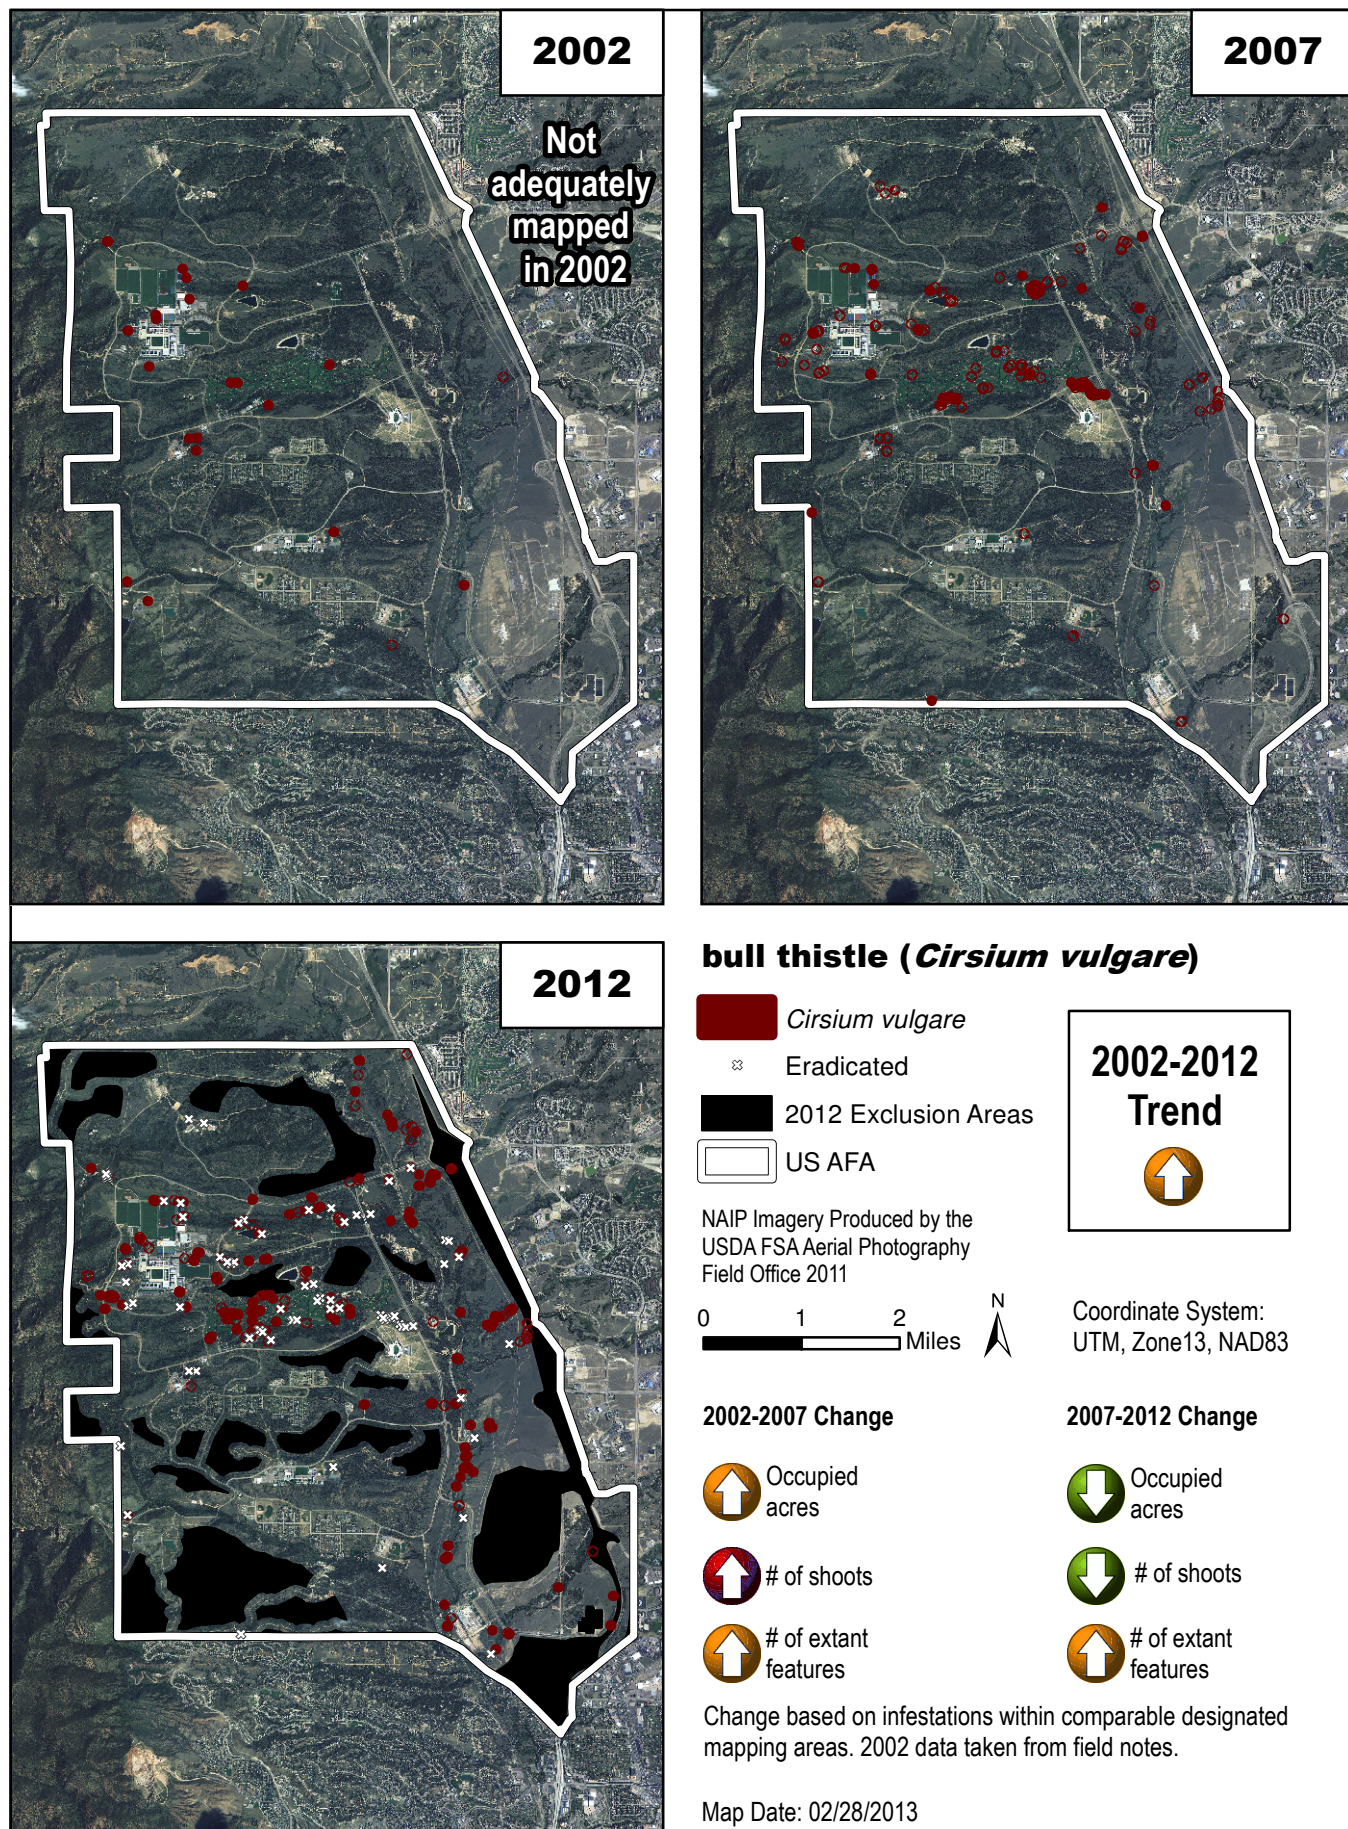 2002
Not
adequately
mapped
in 2002
2007
2012
bull thistle (Cirsium vulgare)
Cirsium vulgare
Eradicated
2012 Exclusion Areas
US AFA
2002-2012
Trend
NAIP Imagery Produced by the
USDA FSA Aerial Photography
Field Office 2011
0 1 2
Miles
N
Coordinate System:
UTM, Zone13, NAD83
2002-2007 Change
Occupied
acres
# of shoots
# of extant
features
2007-2012 Change
Occupied
acres
# of shoots
# of extant
features
Change based on infestations within comparable designated
mapping areas. 2002 data taken from field notes.
Map Date: 02/28/2013